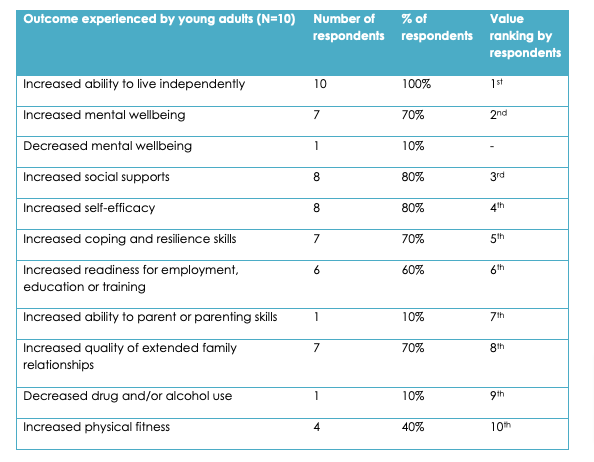 Outcome experienced by young adults (N=10) Number of respondents % of respondents Value ranking by respondents
Increased ability to live independently 10 100% 1st
Increased mental wellbeing 7 70% 2nd
Decreased mental wellbeing 1 10% -
Increased social supports 8 80% 3rd
Increased self-efficacy 8 80% 4th
Increased coping and resilience skills 7 70% 5th
Increased readiness for employment, 6 60% 6th
education or training
Increased ability to parent or parenting skills 1 10% 7th
Increased quality of extended family 7 70% 8th
relationships
Decreased drug and/or alcohol use 1 10% 9th
Increased physical fitness 4 40% 10th